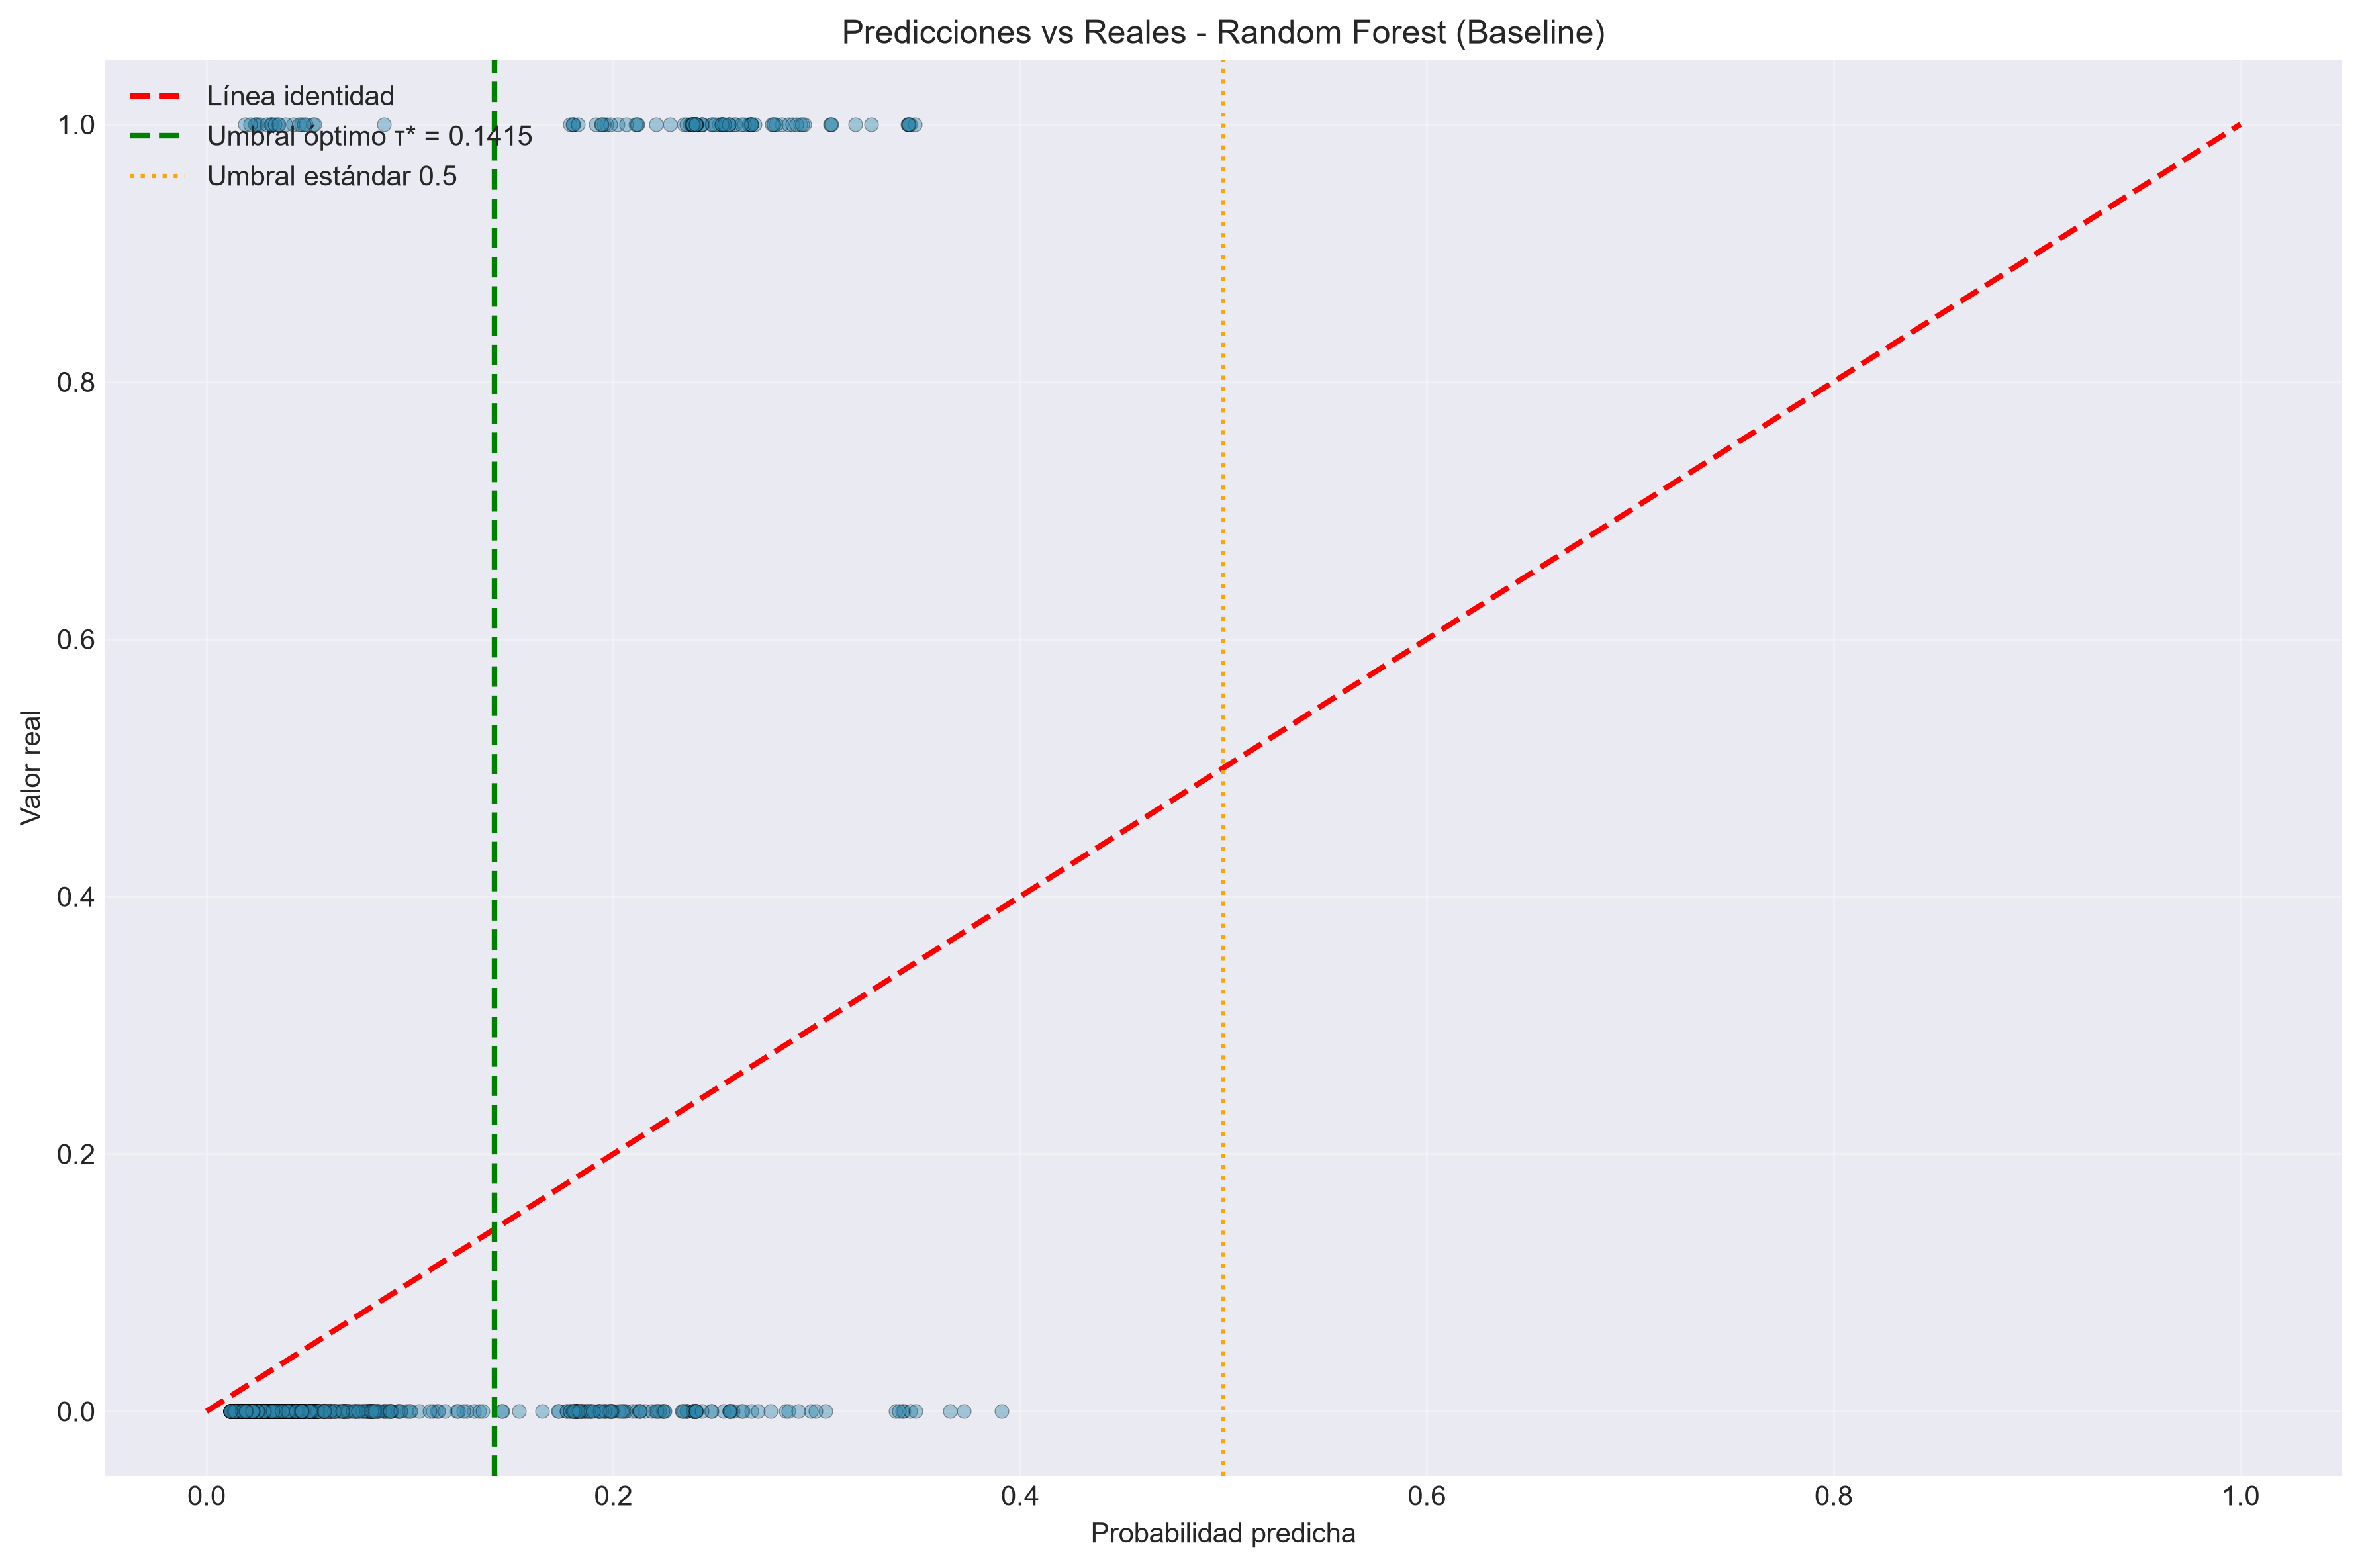 Predicciones vs Reales - Random Forest (Baseline)
Línea identidad
Umbral óptimo τ* = 0.1415
Umbral estándar 0.5
1.0
0.8
0.6
0.4
0.2
0.0
Valor real
0.0 0.2 0.4 0.6 0.8 1.0
Probabilidad predicha